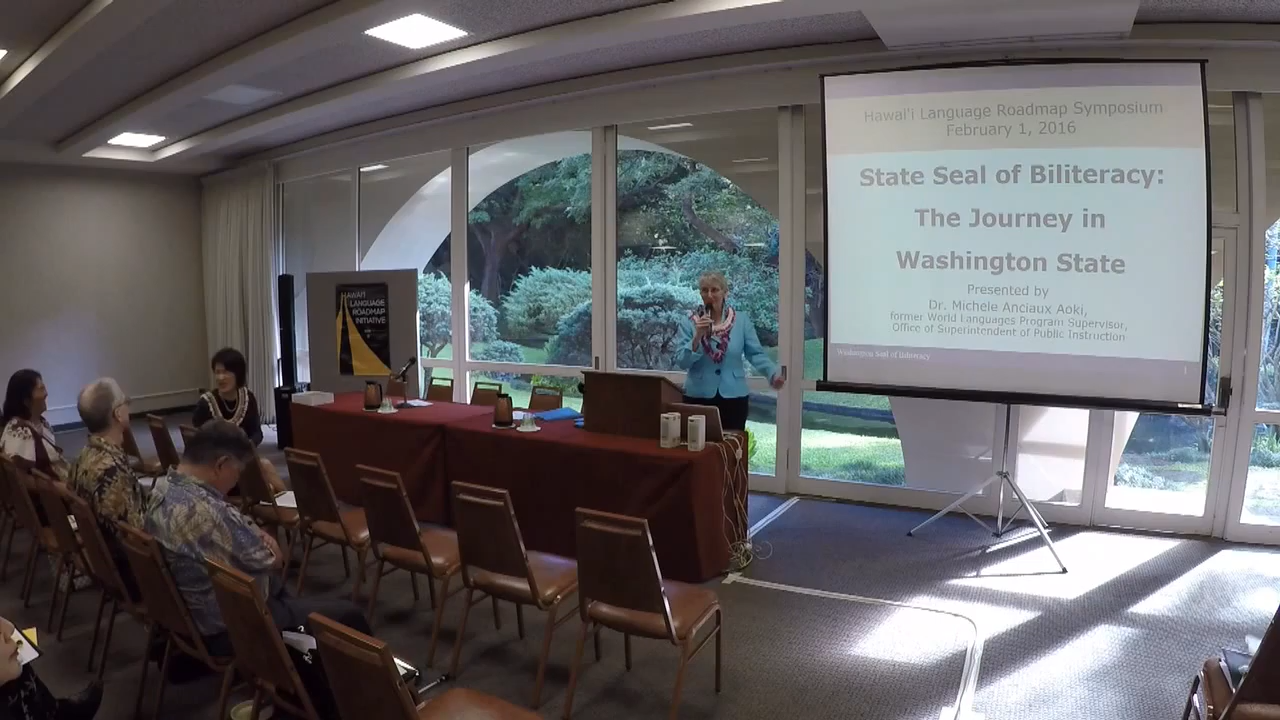 Hawai'i Language Roadmap Symposium
February 1, 2016
State Seal of Biliteracy:
The Journey in
Washington State
Presented by
Dr. Michele Anciaux Aoki,
former World Languages Program Supervisor,
Office of Superintendent of Public Instruction
Washington Seal of Biliteracy
1
HAWAI'I
LANGUAGE
ROADMAP
INITIATIVE